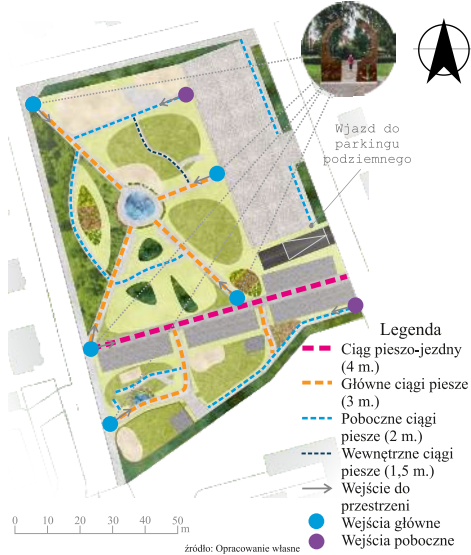 Wjazd do
parkingu
podziemnego
Legenda
Ciąg pieszo-jezdny
(4 m.)
Główne ciągi piesze
(3 m.)
Poboczne ciągi
piesze (2 m.)
Wewnętrzne ciągi
piesze (1,5 m.)
Wejście do
przestrzeni
Wejścia główne
Wejścia poboczne
0 10 20 30 40 50
m
źródło: Opracowanie własne